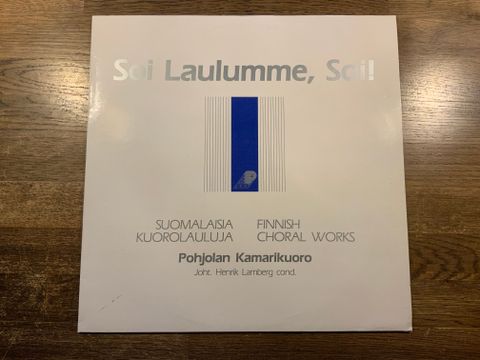 Soi Laulumme, Soi!
SUOMALAISIA
KUOROLAULUJA
FINNISH
CHORAL WORKS
Pohjolan Kamarikuoro
Joht. Henrik Lamberg cond.